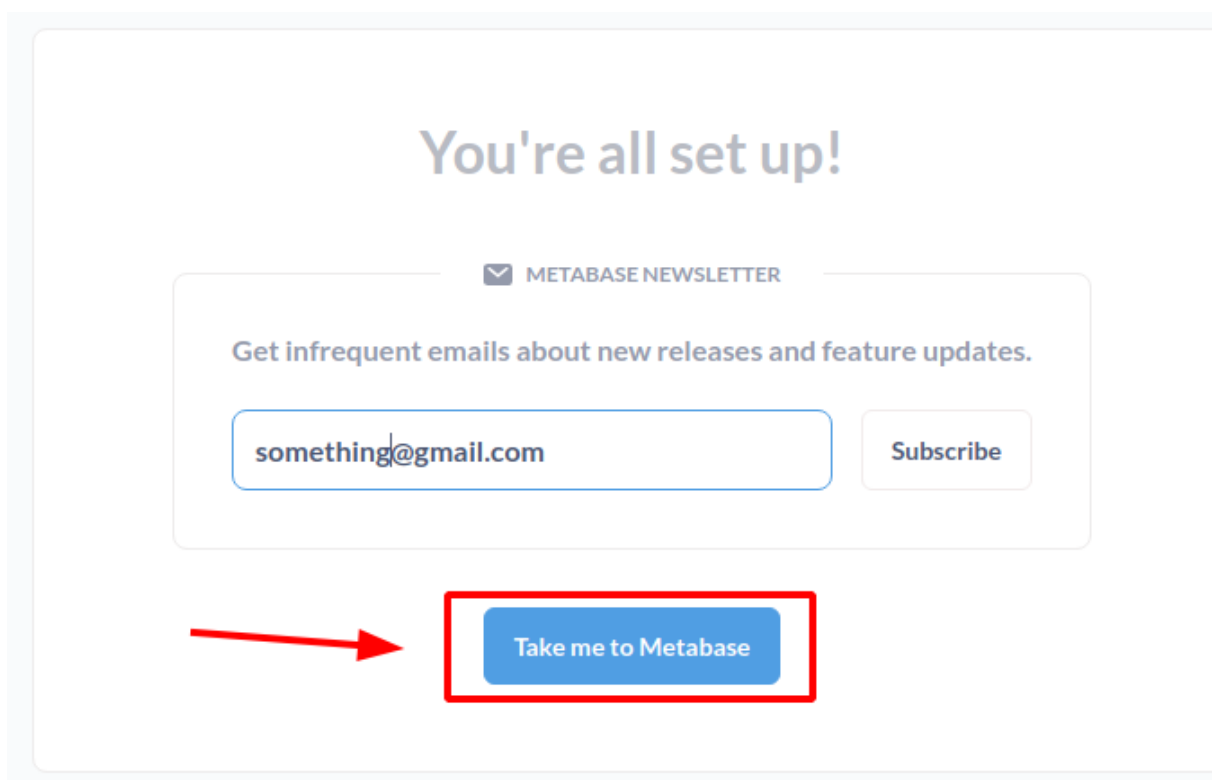 You're all set up!
METABASE NEWSLETTER
Get infrequent emails about new releases and feature updates.
something@gmail.com
Subscribe
Take me to Metabase